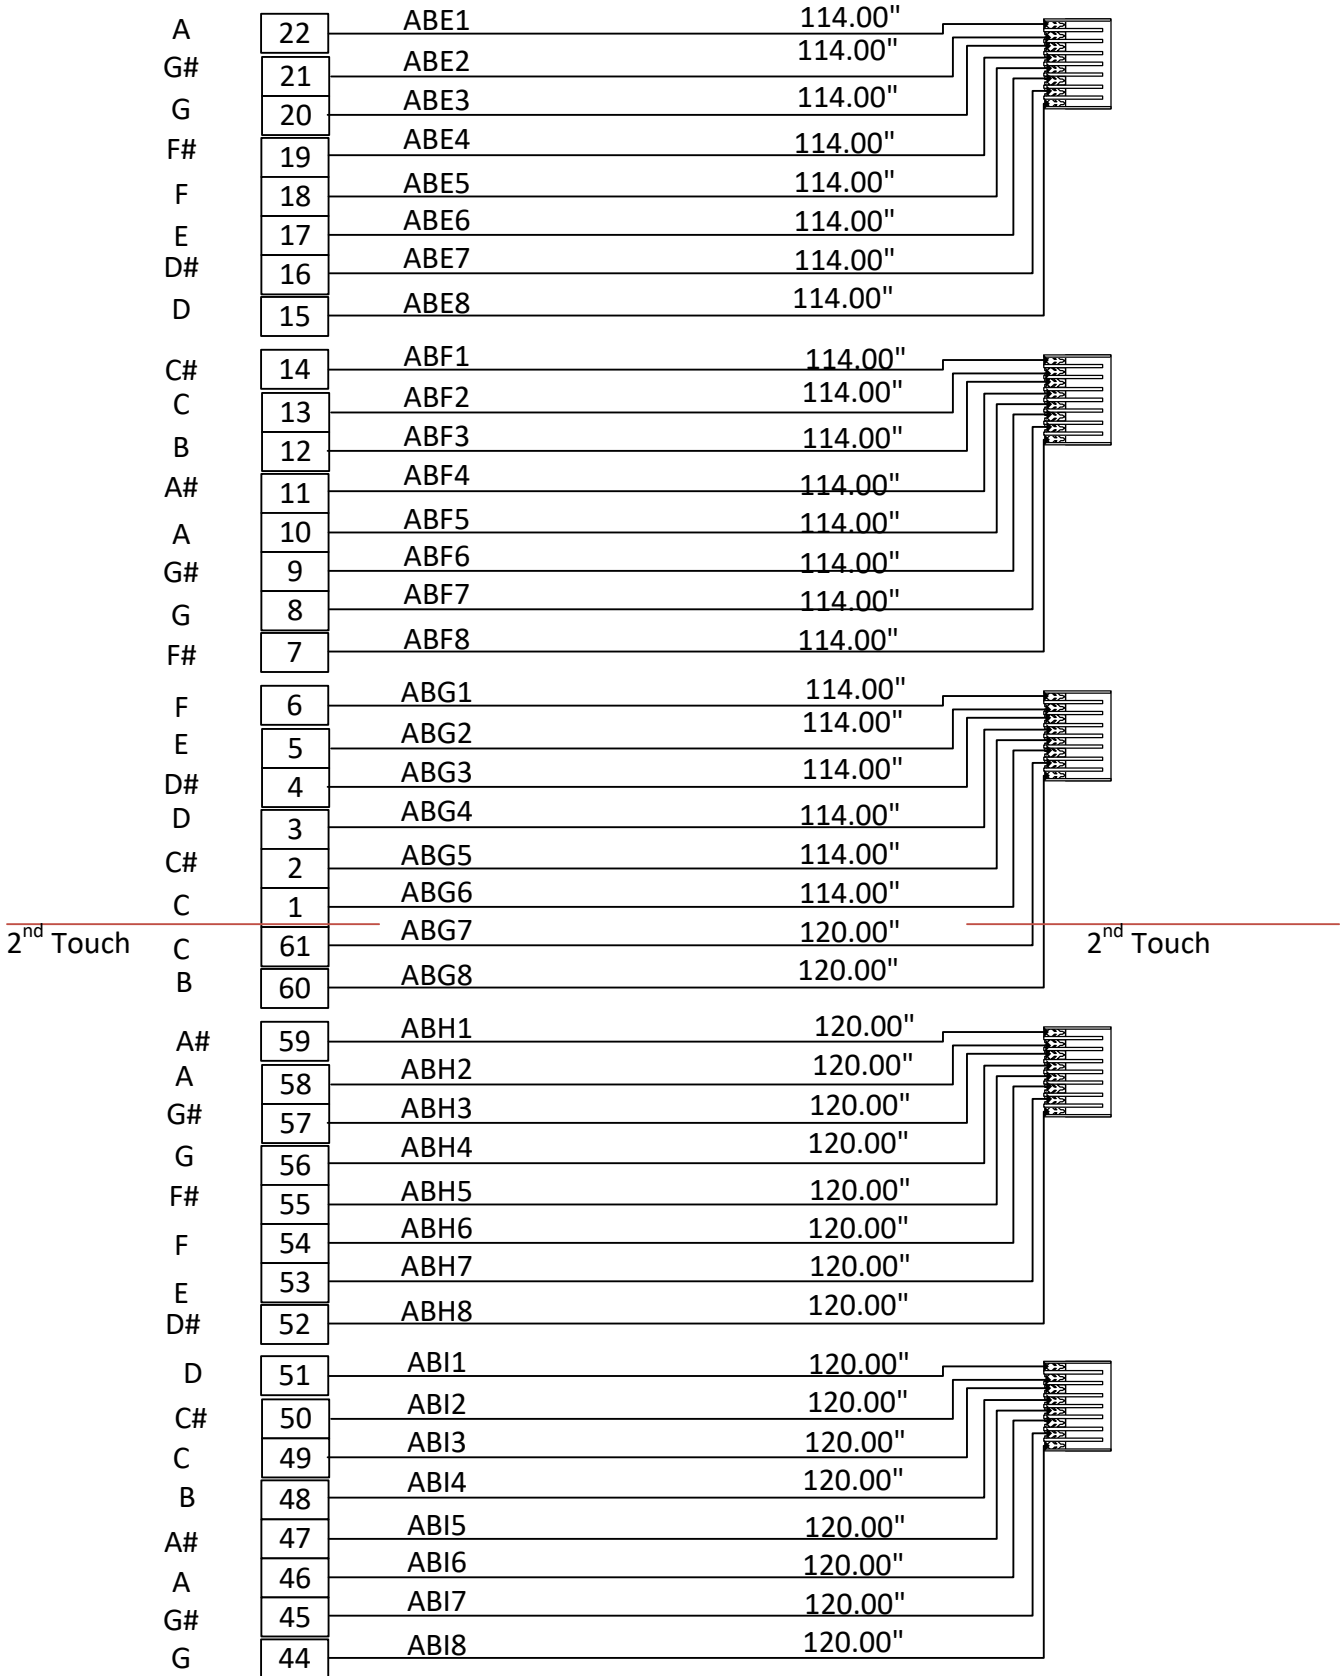 A 22 ABE1 114.00"
G# 21 ABE2 114.00"
G 20 ABE3 114.00"
F# 19 ABE4 114.00"
F 18 ABE5 114.00"
E 17 ABE6 114.00"
D# 16 ABE7 114.00"
D 15 ABE8 114.00"
C# 14 ABF1 114.00"
C 13 ABF2 114.00"
B 12 ABF3 114.00"
A# 11 ABF4 114.00"
A 10 ABF5 114.00"
G# 9 ABF6 114.00"
G 8 ABF7 114.00"
F# 7 ABF8 114.00"
F 6 ABG1 114.00"
E 5 ABG2 114.00"
D# 4 ABG3 114.00"
D 3 ABG4 114.00"
C# 2 ABG5 114.00"
C 1 ABG6 114.00"
2nd Touch C 61 ABG7 120.00" 2nd Touch
B 60 ABG8 120.00"
A# 59 ABH1 120.00"
A 58 ABH2 120.00"
G# 57 ABH3 120.00"
G 56 ABH4 120.00"
F# 55 ABH5 120.00"
F 54 ABH6 120.00"
E 53 ABH7 120.00"
D# 52 ABH8 120.00"
D 51 ABI1 120.00"
C# 50 ABI2 120.00"
C 49 ABI3 120.00"
B 48 ABI4 120.00"
A# 47 ABI5 120.00"
A 46 ABI6 120.00"
G# 45 ABI7 120.00"
G 44 ABI8 120.00"